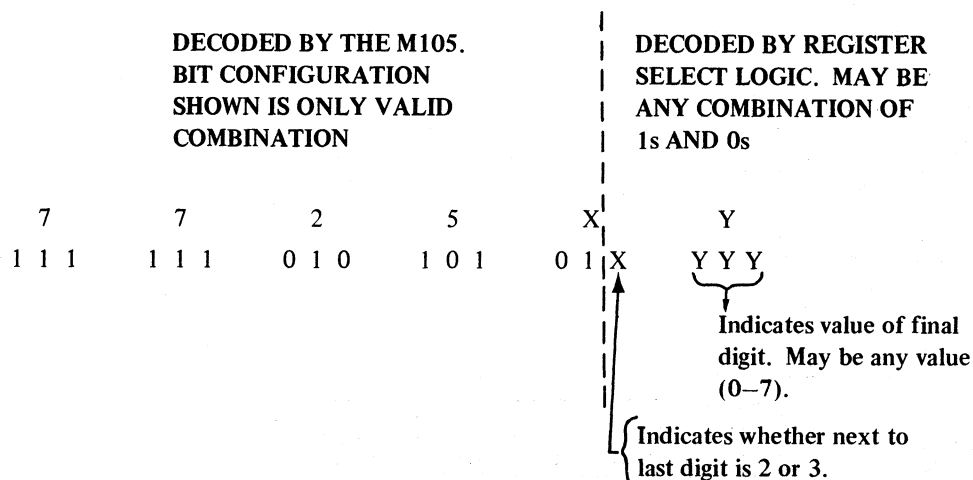 DECODED BY THE M105.
BIT CONFIGURATION
SHOWN IS ONLY VALID
COMBINATION
DECODED BY REGISTER
SELECT LOGIC. MAY BE
ANY COMBINATION OF
1s AND 0s
7 7 2 5 X Y
1 1 1 1 1 1 0 1 0 1 0 1 0 1 X Y Y Y
Indicates value of final
digit. May be any value
(0–7).
Indicates whether next to
last digit is 2 or 3.